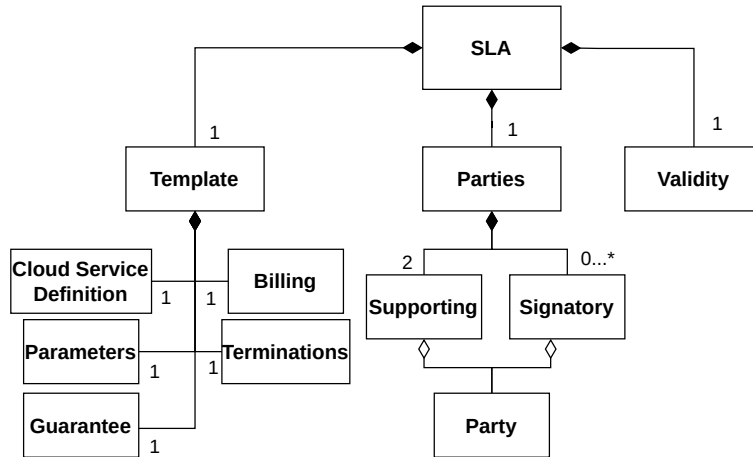 SLA
1
1
1
Template
Parties
Validity
Cloud Service
Definition
1
1
Billing
2
0...*
Supporting
Signatory
Parameters
1
1
Terminations
Guarantee
1
Party